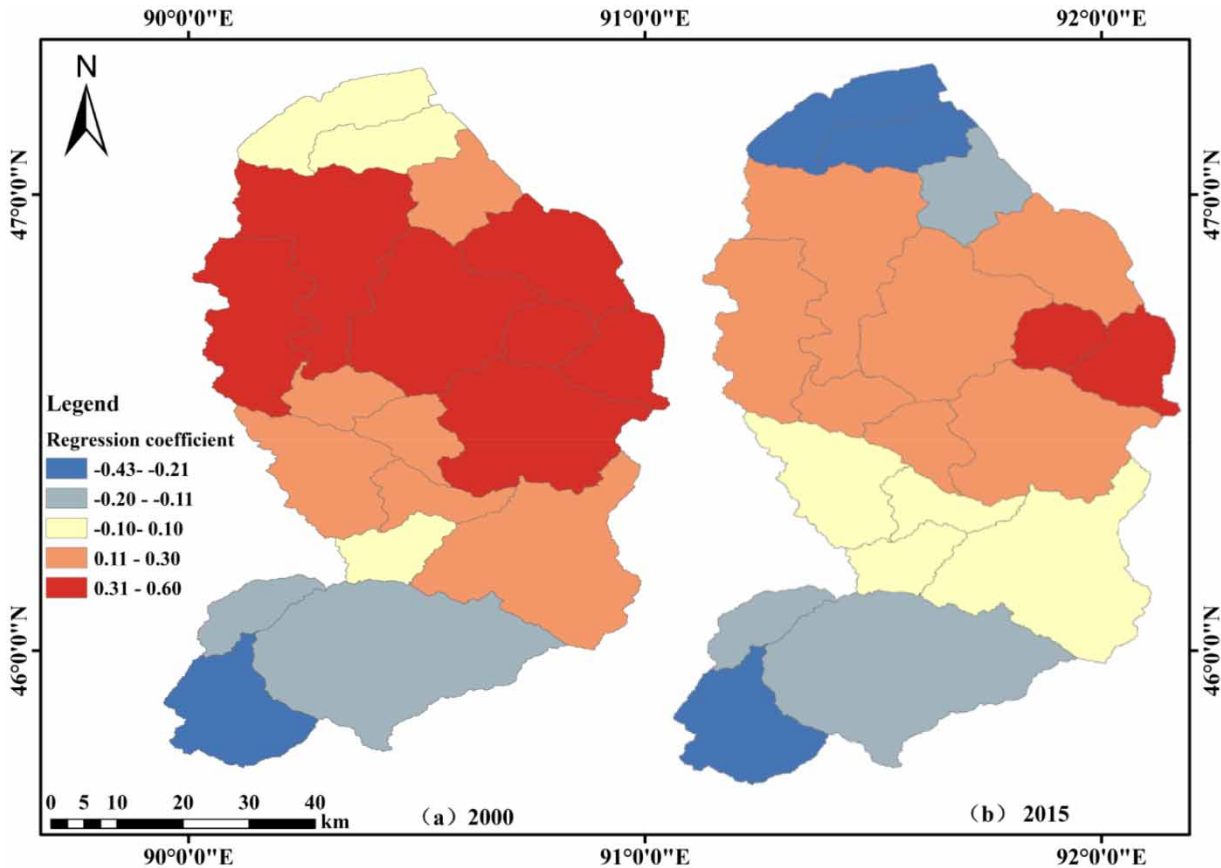 90°0'0"E 91°0'0"E 92°0'0"E
N
47°0'0"N 47°0'0"N
Legend
Regression coefficient
-0.43- -0.21
-0.20 - -0.11
-0.10- 0.10
0.11 - 0.30
0.31 - 0.60
46°0'0"N 46°0'0"N
0 5 10 20 30 40
km
（a）2000 （b）2015
90°0'0"E 91°0'0"E 92°0'0"E